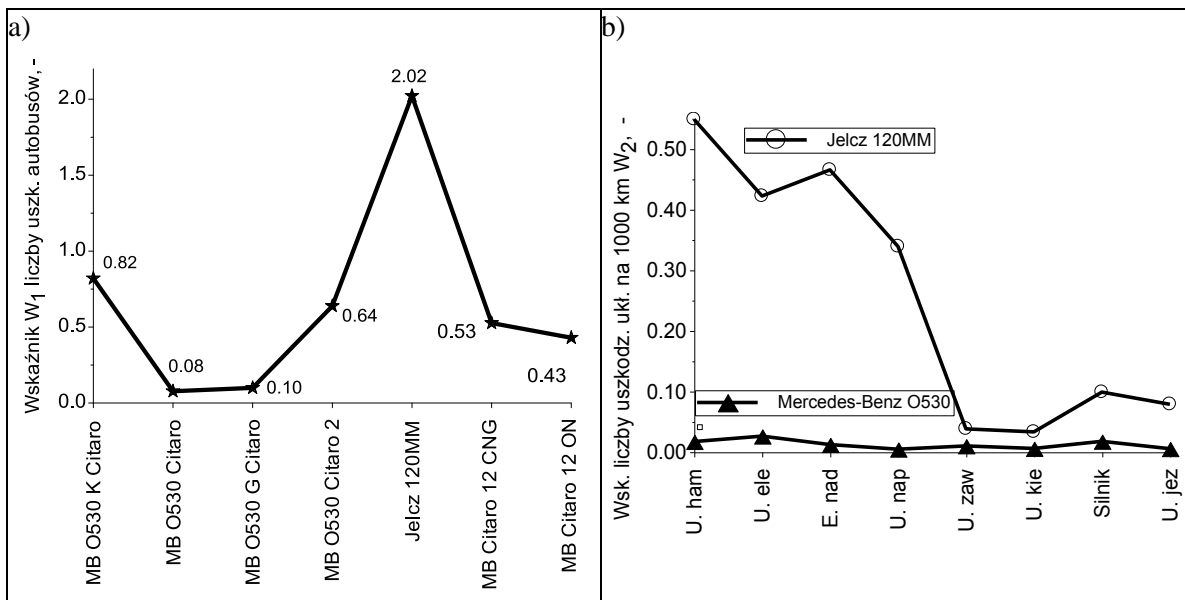 a)
Wskaźnik W1 liczby uszk. autobusów, -
2.0
1.5
1.0
0.5
0.0
0.82
0.08
0.10
0.64
2.02
0.53
0.43
MB O530 K Citaro
MB O530 Citaro
MB O530 G Citaro
MB O530 Citaro 2
Jelcz 120MM
MB Citaro 12 CNG
MB Citaro 12 ON
b)
Wsk. liczby uszkodz. ukł. na 1000 km W2, -
0.50
0.40
0.30
0.20
0.10
0.00
Jelcz 120MM
Mercedes-Benz O530
U. ham
U. ele
E. nad
U. nap
U. zaw
U. kie
Silnik
U. jez